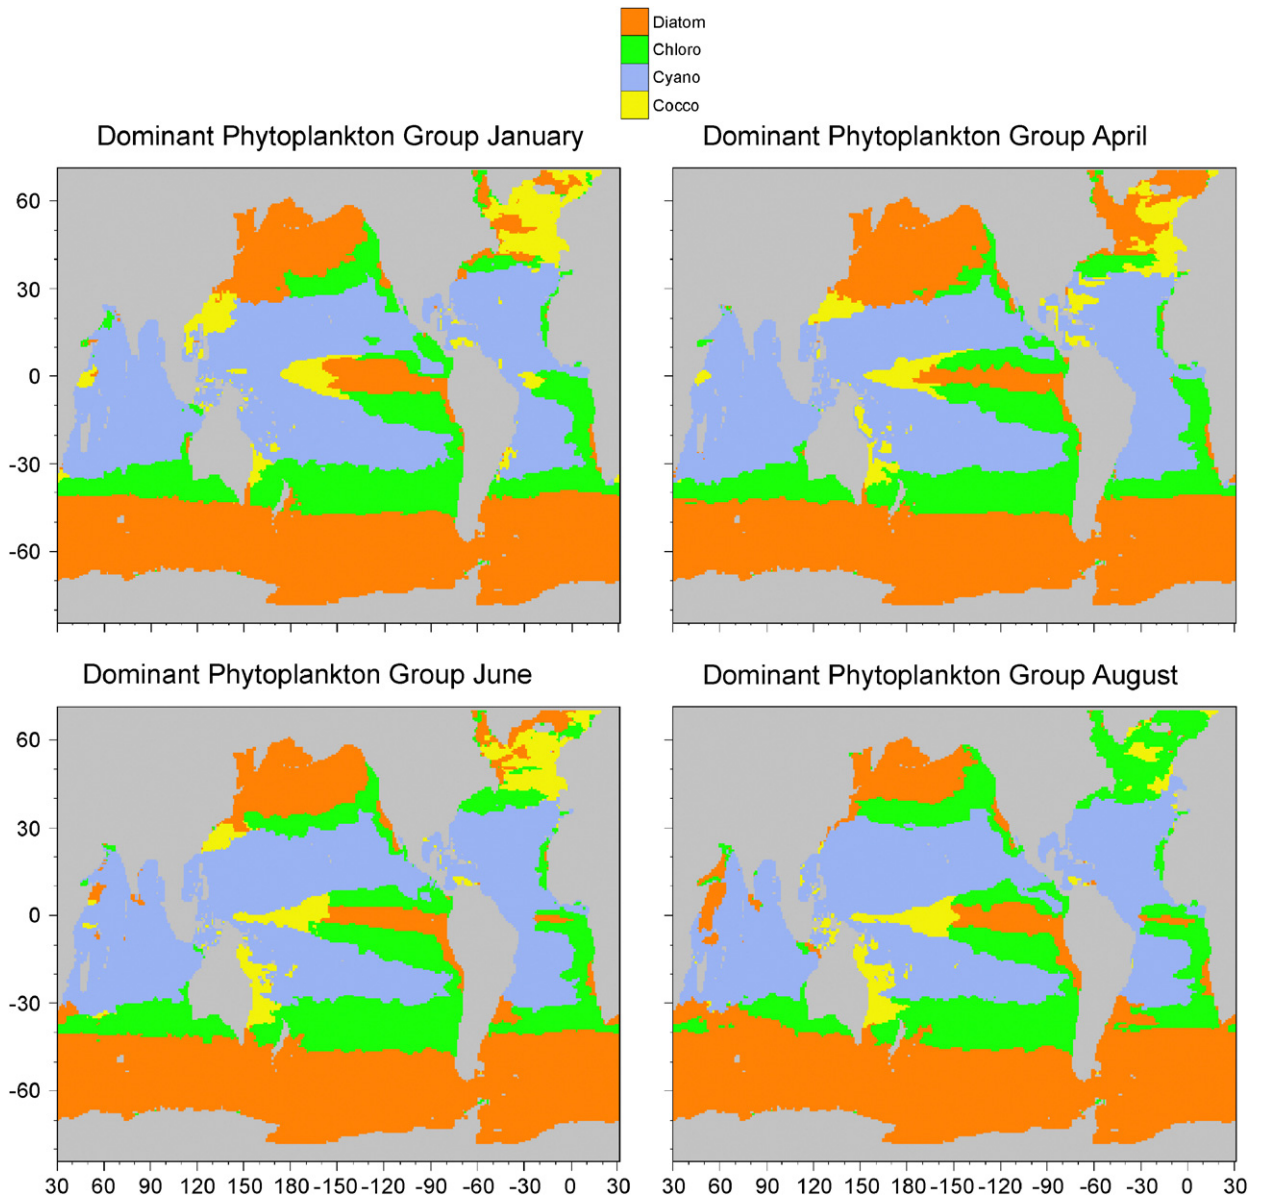 Diatom
Chloro
Cyano
Cocco
Dominant Phytoplankton Group January
Dominant Phytoplankton Group April
60
30
0
-30
-60
Dominant Phytoplankton Group June
Dominant Phytoplankton Group August
60
30
0
-30
-60
30 60 90 120 150 180 -150 -120 -90 -60 -30 0 30
30 60 90 120 150 180 -150 -120 -90 -60 -30 0 30